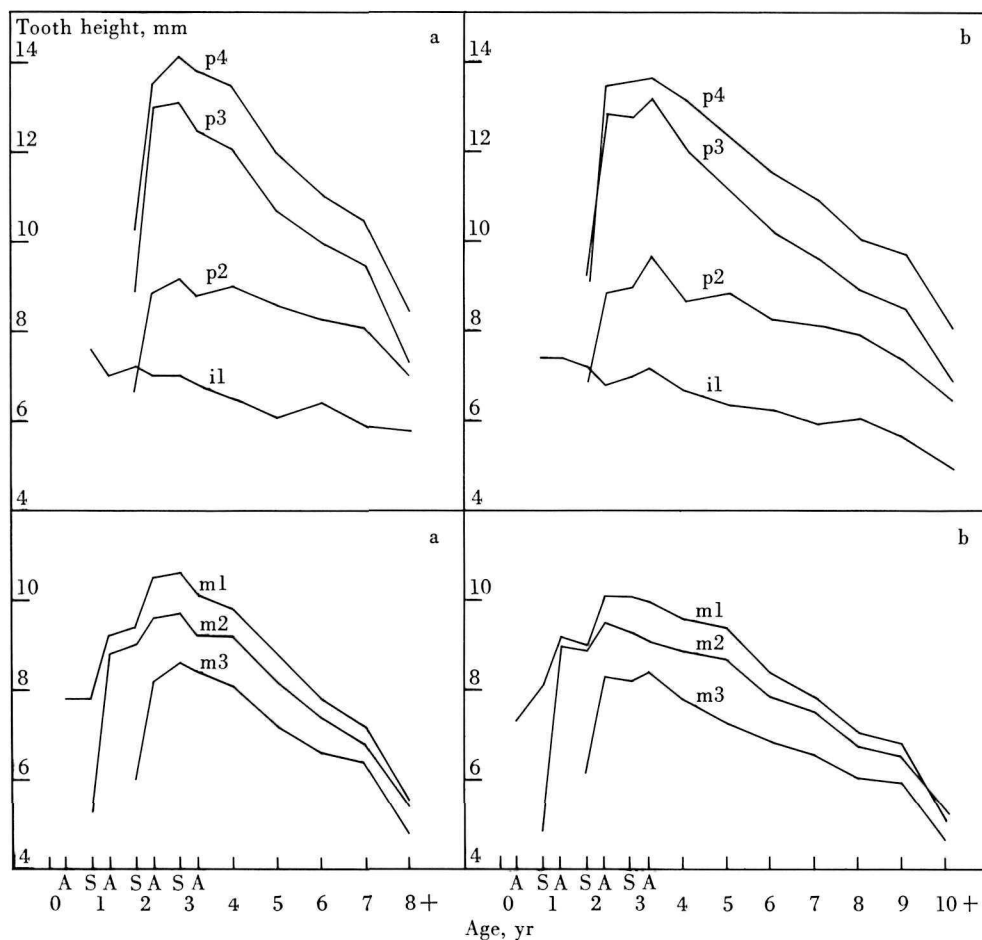 Tooth height, mm
a
b
14
12
10
8
6
4
p4
p3
p2
i1
14
12
10
8
6
4
p4
p3
p2
i1
a
b
10
8
6
4
m1
m2
m3
10
8
6
4
m1
m2
m3
A S A S A S A
0 1 2 3 4 5 6 7 8+
A S A S A S A
0 1 2 3 4 5 6 7 8 9 10+
Age, yr